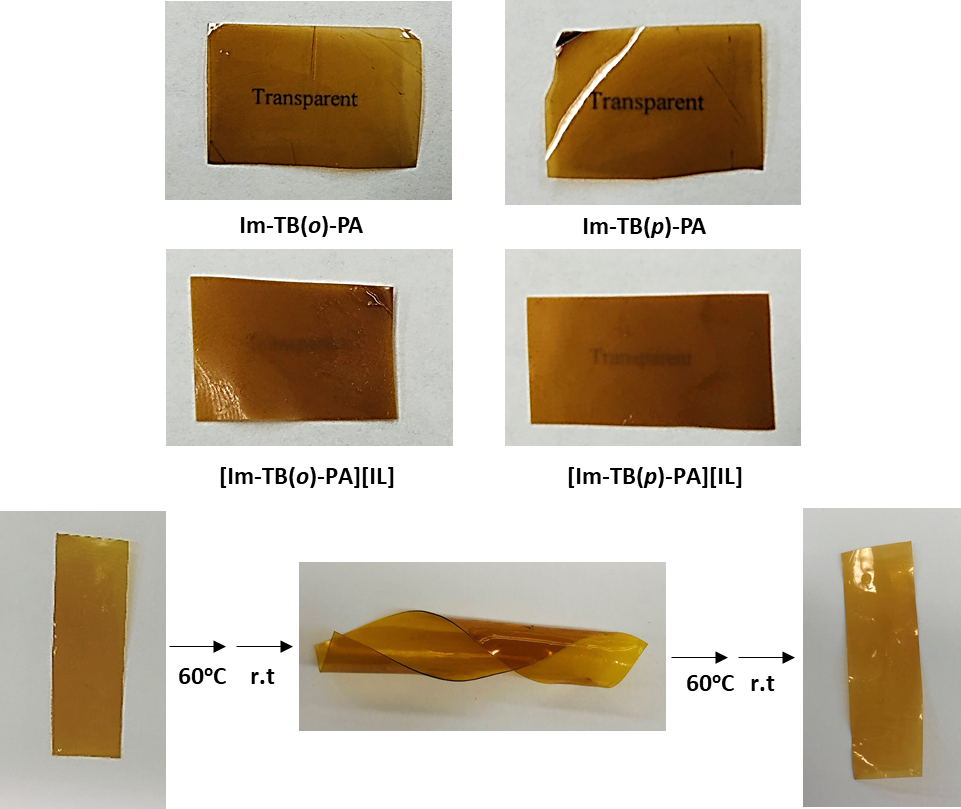 Transparent
Transparent
Im-TB(o)-PA
Im-TB(p)-PA
Transparent
Transparent
[Im-TB(o)-PA][IL]
[Im-TB(p)-PA][IL]
60°C r.t
60°C r.t